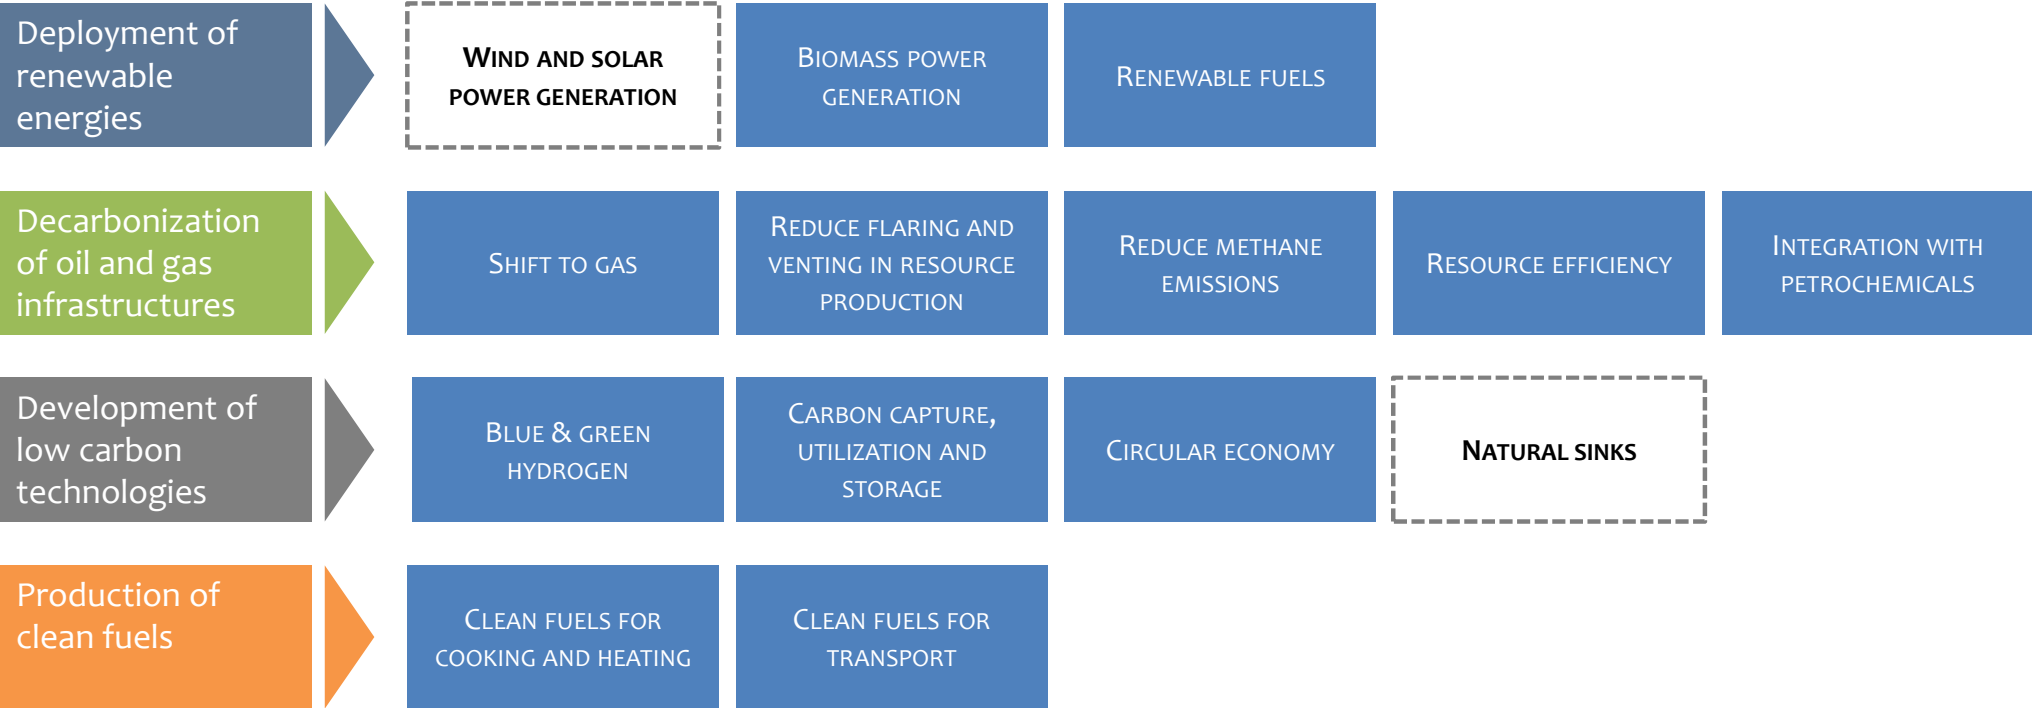 Deployment of
renewable
energies
WIND AND SOLAR
POWER GENERATION
BIOMASS POWER
GENERATION
RENEWABLE FUELS
Decarbonization
of oil and gas
infrastructures
SHIFT TO GAS
REDUCE FLARING AND
VENTING IN RESOURCE
PRODUCTION
REDUCE METHANE
EMISSIONS
RESOURCE EFFICIENCY
INTEGRATION WITH
PETROCHEMICALS
Development of
low carbon
technologies
BLUE & GREEN
HYDROGEN
CARBON CAPTURE,
UTILIZATION AND
STORAGE
CIRCULAR ECONOMY
NATURAL SINKS
Production of
clean fuels
CLEAN FUELS FOR
COOKING AND HEATING
CLEAN FUELS FOR
TRANSPORT